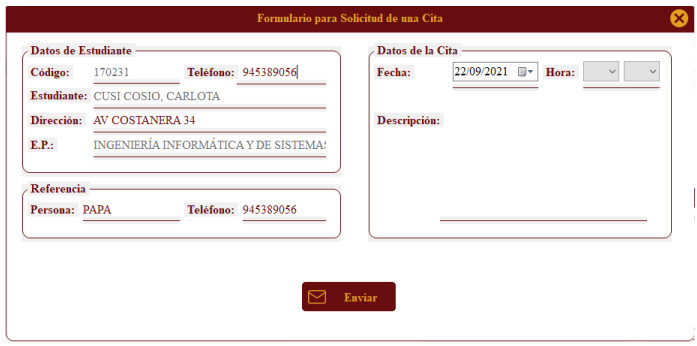 Formulario para Solicitud de una Cita
Datos de Estudiante
Código: 170231 Teléfono: 945389056
Estudiante: CUSI COSIO, CARLOTA
Dirección: AV COSTANERA 34
E.P.: INGENIERÍA INFORMÁTICA Y DE SISTEMAS
Referencia
Persona: PAPA Teléfono: 945389056
Datos de la Cita
Fecha: 22/09/2021 Hora:
Descripción:
Enviar